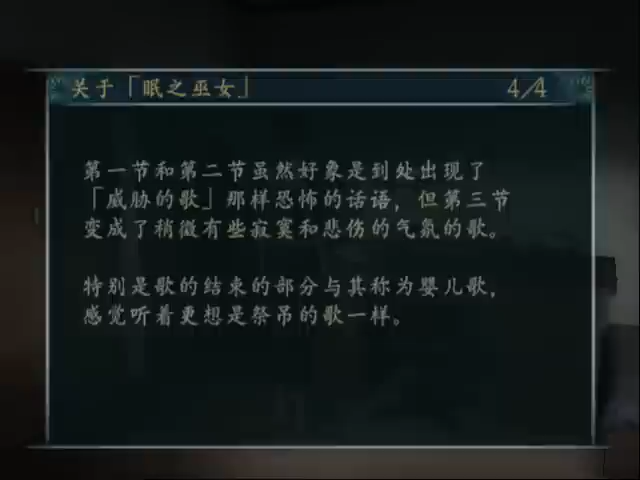 关于「眠之巫女」 4/4
第一节和第二节虽然好象是到处出现了
「威胁的歌」那样恐怖的话语，但第三节
变成了稍微有些寂寞和悲伤的气氛的歌。
特别是歌的结束的部分与其称为婴儿歌，
感觉听着更想是祭吊的歌一样。